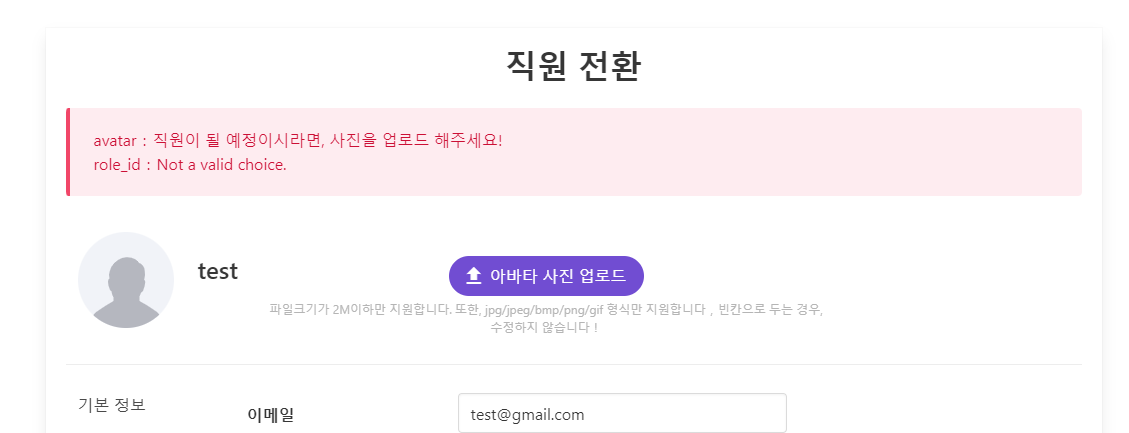 직원 전환
avatar : 직원이 될 예정이시라면, 사진을 업로드 해주세요!
role_id : Not a valid choice.
test
아바타 사진 업로드
파일크기가 2M이하만 지원합니다. 또한, jpg/jpeg/bmp/png/gif 형식만 지원합니다 , 빈칸으로 두는 경우,
수정하지 않습니다 !
기본 정보
이메일
test@gmail.com